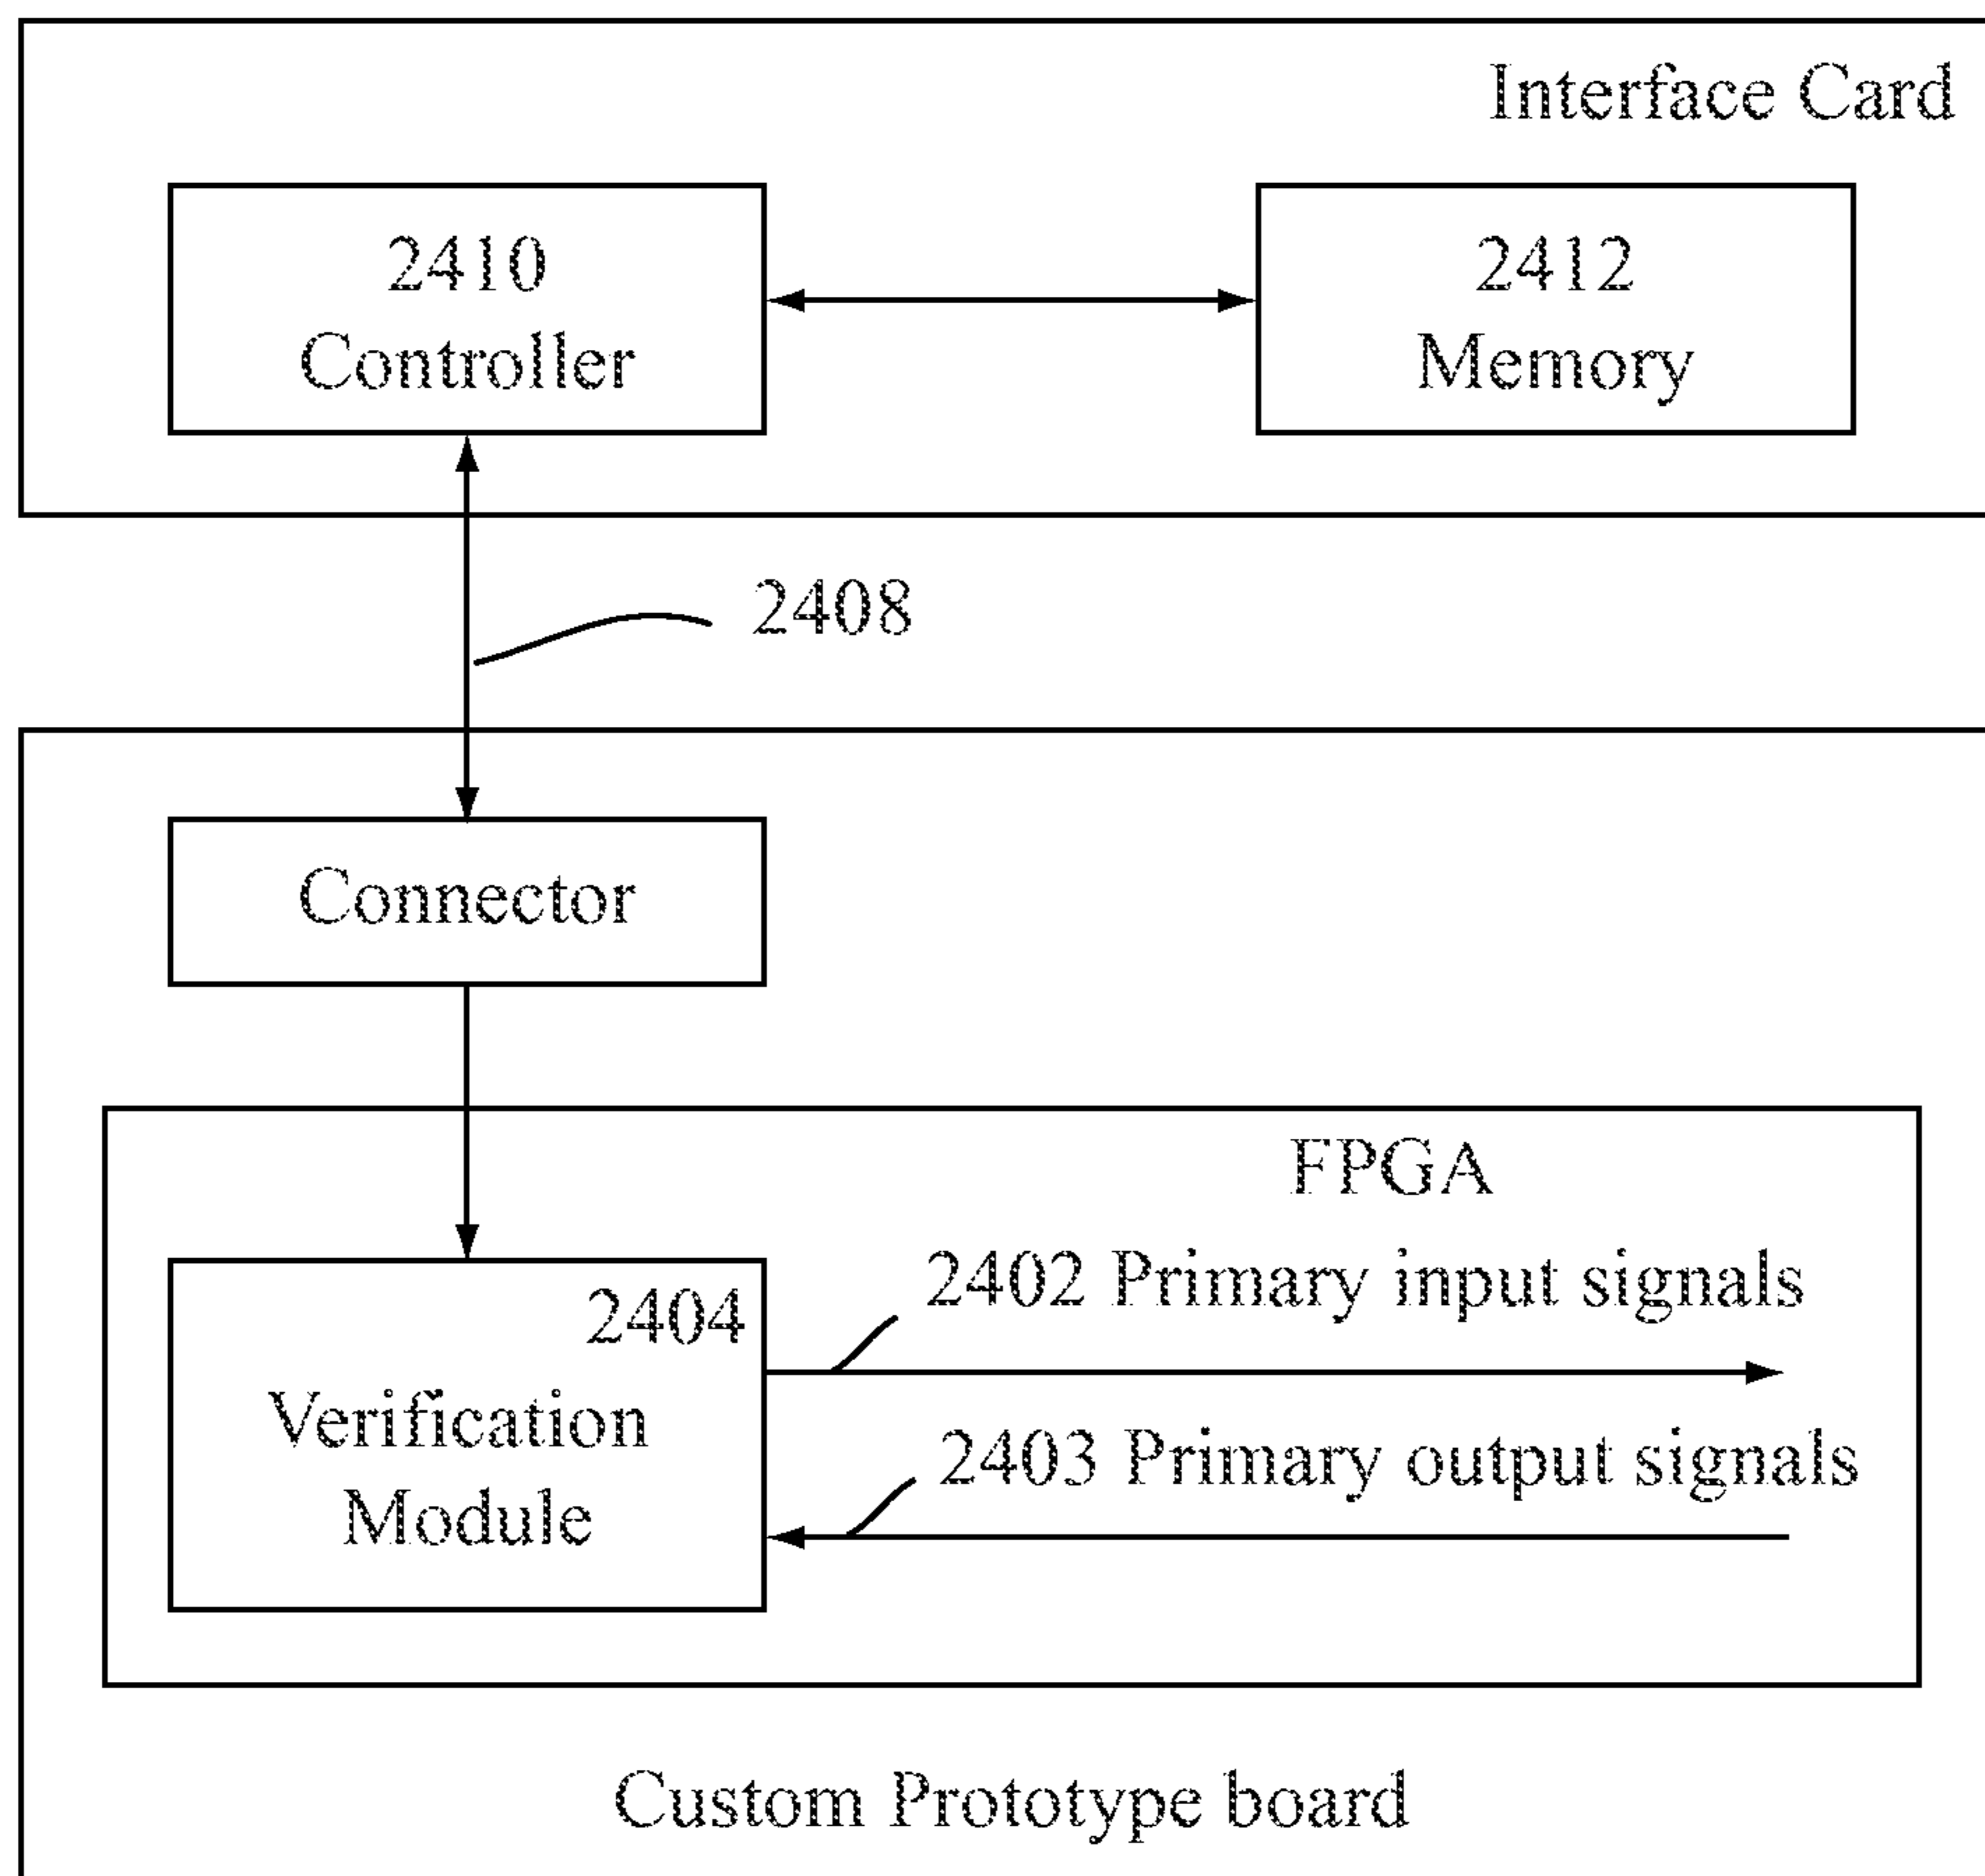 Interface Card
2410
Controller
2412
Memory
2408
Connector
FPGA
2402 Primary input signals
2404
Verification
Module
2403 Primary output signals
Custom Prototype board